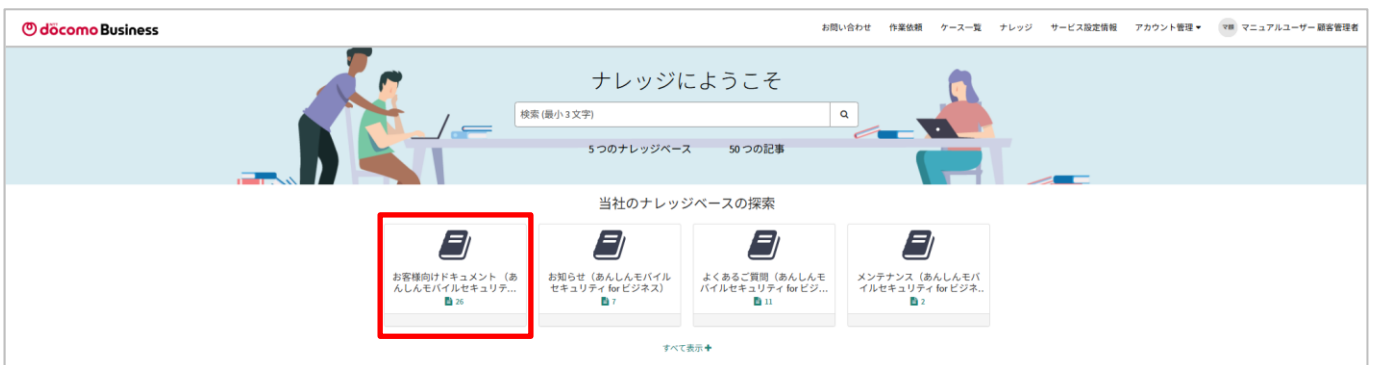 NTT
docomo Business
お問い合わせ 作業依頼 ケース一覧 ナレッジ サービス設定情報 アカウント管理 マ顧 マニュアルユーザー 顧客管理者
ナレッジにようこそ
検索 (最小 3 文字)
5 つのナレッジベース 50 つの記事
当社のナレッジベースの探索
お客様向けドキュメント（あ
んしんモバイルセキュリテ...
26
お知らせ（あんしんモバイル
セキュリティ for ビジネス）
7
よくあるご質問（あんしんモ
バイルセキュリティ for ビジ...
11
メンテナンス（あんしんモバ
イルセキュリティ for ビジネ..
2
すべて表示